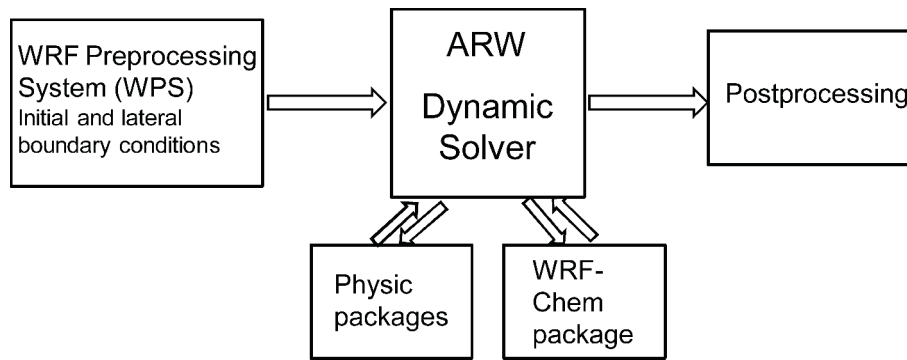 WRF Preprocessing
System (WPS)
Initial and lateral
boundary conditions
ARW
Dynamic
Solver
Postprocessing
Physic
packages
WRF-
Chem
package